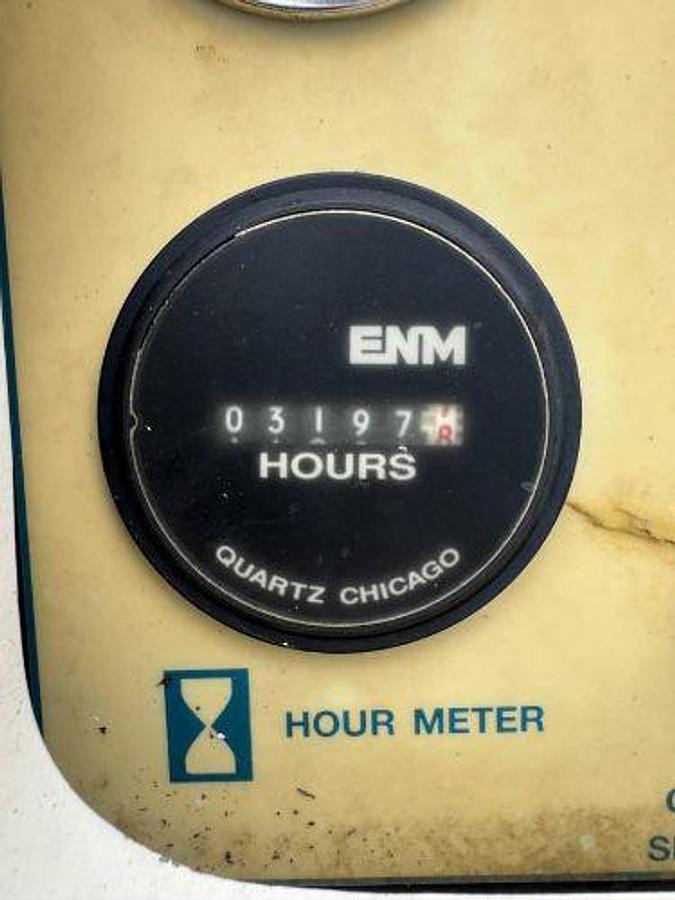 ENM
03197
HOURS
QUARTZ CHICAGO
HOUR METER